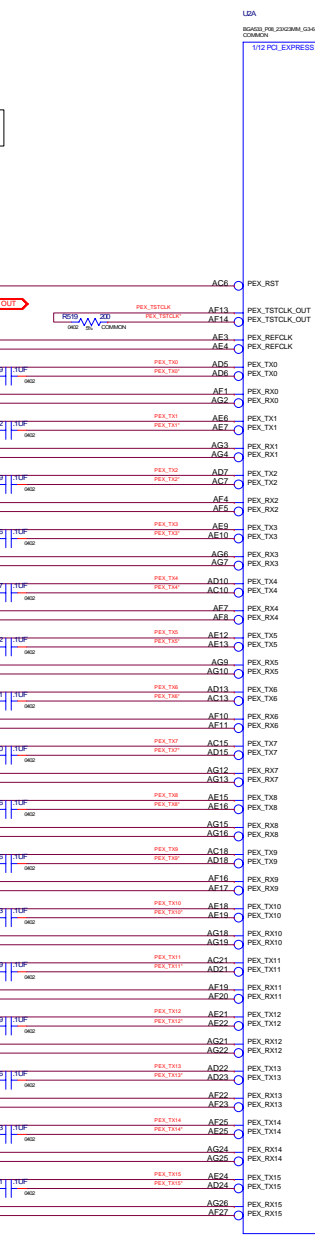 U2A
BGA533_P08_23X23MM_G3-64
COMMON
1/12 PCI_EXPRESS
AC6 PEX_RST
OUT
PEX_TSTCLK AF13 PEX_TSTCLK_OUT
R519 200 PEX_TSTCLK* AF14 PEX_TSTCLK_OUT
0402 5% COMMON
AE3 PEX_REFCLK
AE4 PEX_REFCLK
PEX_TX0 AD5 PEX_TX0
.1UF PEX_TX0* AD6 PEX_TX0
0402
AF1 PEX_RX0
AG2 PEX_RX0
PEX_TX1 AE6 PEX_TX1
.1UF PEX_TX1* AE7 PEX_TX1
0402
AG3 PEX_RX1
AG4 PEX_RX1
PEX_TX2 AD7 PEX_TX2
.1UF PEX_TX2* AC7 PEX_TX2
0402
AF4 PEX_RX2
AF5 PEX_RX2
PEX_TX3 AE9 PEX_TX3
.1UF PEX_TX3* AE10 PEX_TX3
0402
AG6 PEX_RX3
AG7 PEX_RX3
PEX_TX4 AD10 PEX_TX4
.1UF PEX_TX4* AC10 PEX_TX4
0402
AF7 PEX_RX4
AF8 PEX_RX4
PEX_TX5 AE12 PEX_TX5
.1UF PEX_TX5* AE13 PEX_TX5
0402
AG9 PEX_RX5
AG10 PEX_RX5
PEX_TX6 AD13 PEX_TX6
.1UF PEX_TX6* AC13 PEX_TX6
0402
AF10 PEX_RX6
AF11 PEX_RX6
PEX_TX7 AC15 PEX_TX7
.1UF PEX_TX7* AD15 PEX_TX7
0402
AG12 PEX_RX7
AG13 PEX_RX7
PEX_TX8 AE15 PEX_TX8
.1UF PEX_TX8* AE16 PEX_TX8
0402
AG15 PEX_RX8
AG16 PEX_RX8
PEX_TX9 AC18 PEX_TX9
.1UF PEX_TX9* AD18 PEX_TX9
0402
AF16 PEX_RX9
AF17 PEX_RX9
PEX_TX10 AE18 PEX_TX10
.1UF PEX_TX10* AE19 PEX_TX10
0402
AG18 PEX_RX10
AG19 PEX_RX10
PEX_TX11 AC21 PEX_TX11
.1UF PEX_TX11* AD21 PEX_TX11
0402
AF19 PEX_RX11
AF20 PEX_RX11
PEX_TX12 AE21 PEX_TX12
.1UF PEX_TX12* AE22 PEX_TX12
0402
AG21 PEX_RX12
AG22 PEX_RX12
PEX_TX13 AD22 PEX_TX13
.1UF PEX_TX13* AD23 PEX_TX13
0402
AF22 PEX_RX13
AF23 PEX_RX13
PEX_TX14 AF25 PEX_TX14
.1UF PEX_TX14* AE25 PEX_TX14
0402
AG24 PEX_RX14
AG25 PEX_RX14
PEX_TX15 AE24 PEX_TX15
.1UF PEX_TX15* AD24 PEX_TX15
0402
AG26 PEX_RX15
AF27 PEX_RX15